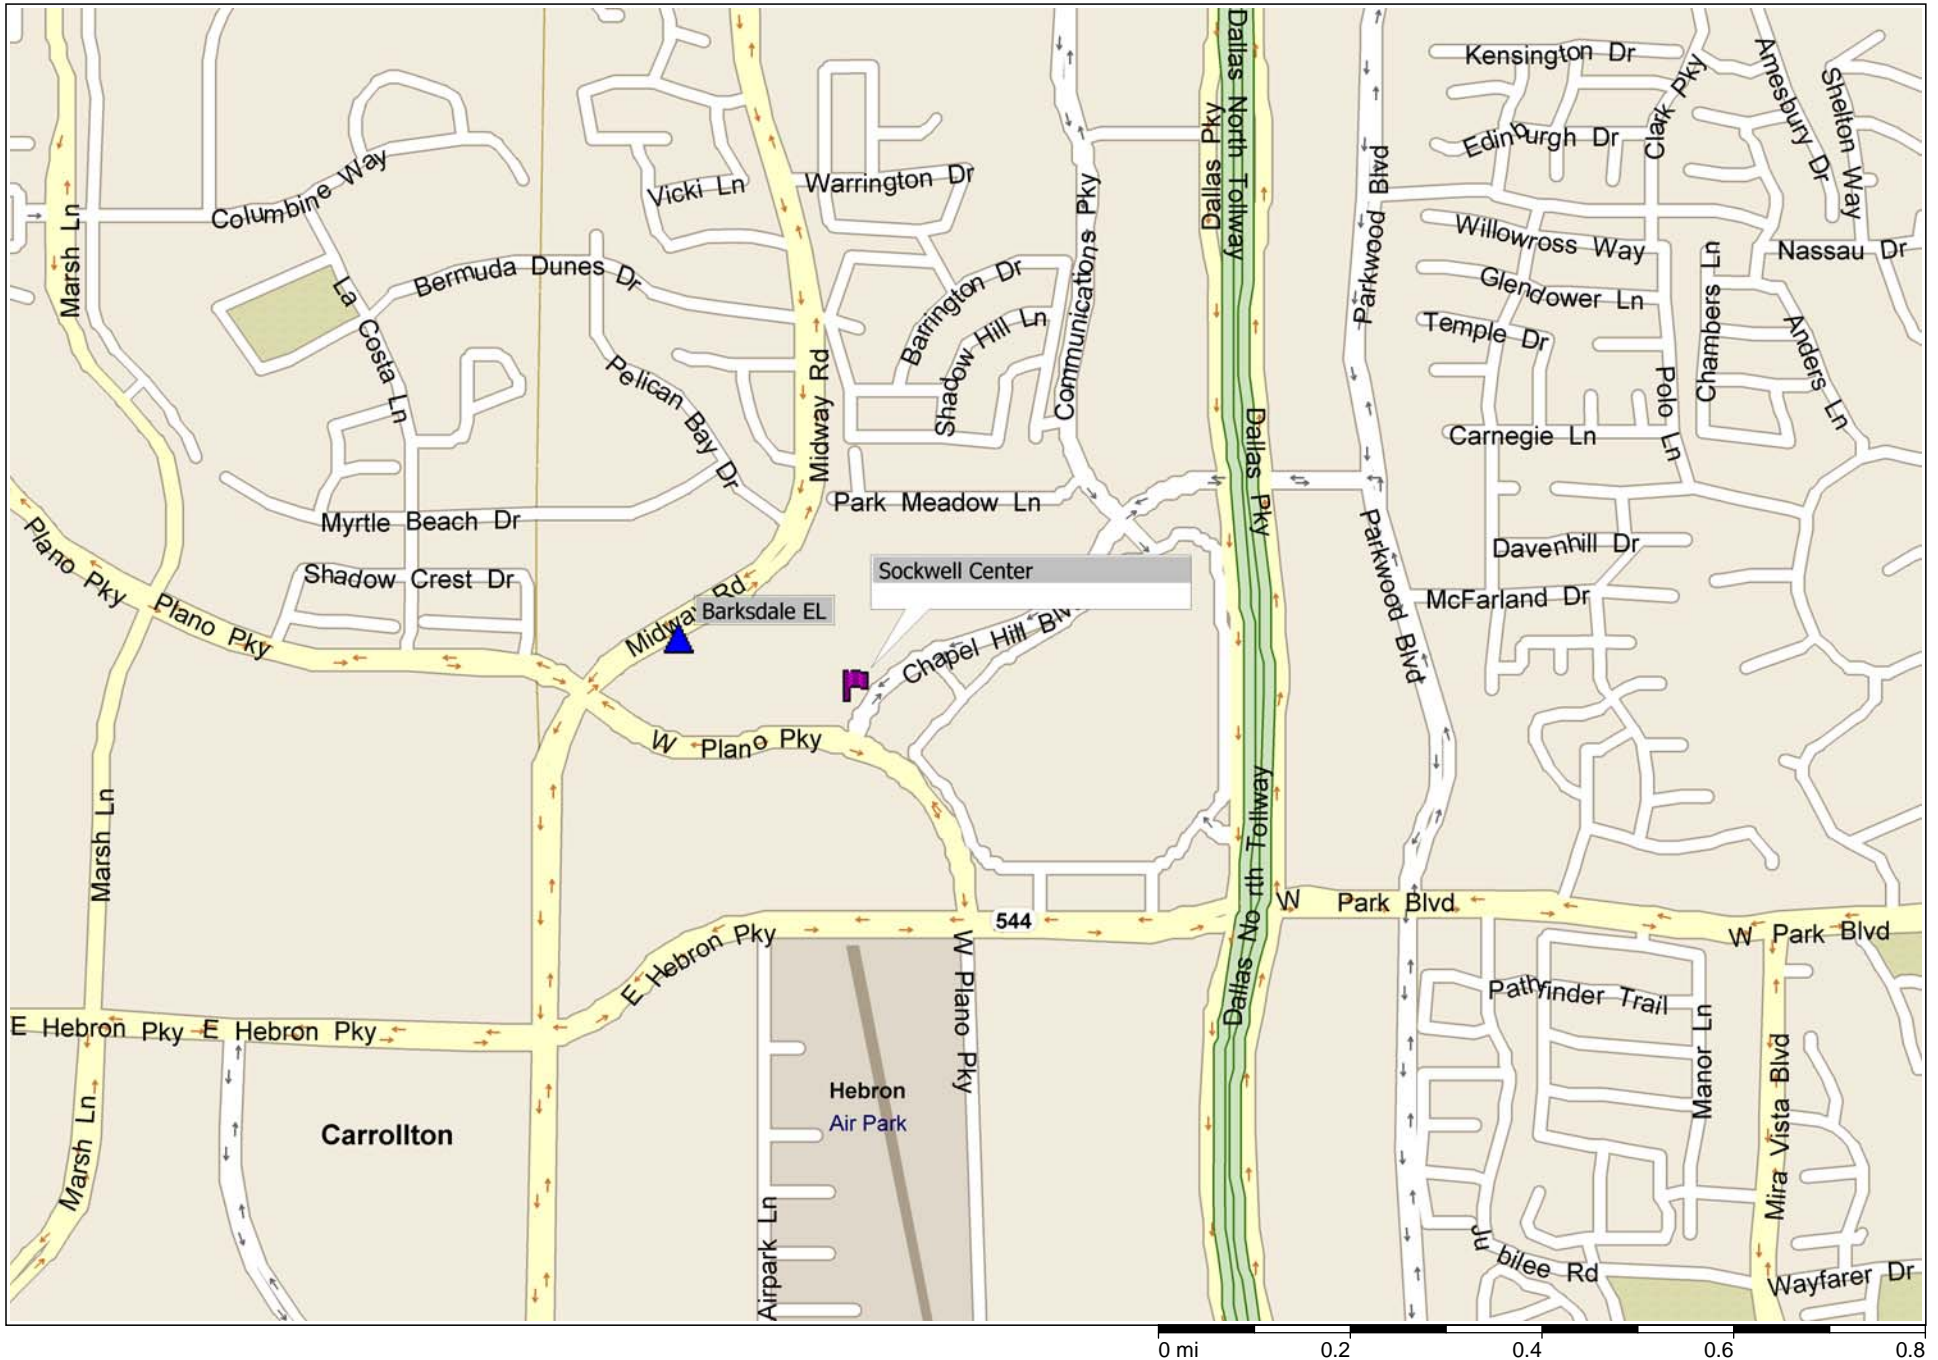 Kensington Dr
Amesbury Dr
Shelton Way
Clark Pky
Edinburgh Dr
Dallas North Tollway
Dallas Pky
Columbine Way
Vicki Ln
Warrington Dr
Communications Pky
Parkwood Blvd
Marsh Ln
Willowross Way
Nassau Dr
Bermuda Dunes Dr
La Costa Ln
Barrington Dr
Glendower Ln
Chambers Ln
Shadow Hill Ln
Temple Dr
Anders Ln
Pelican Bay Dr
Midway Rd
Polo Ln
Carnegie Ln
Dallas Pky
Park Meadow Ln
Myrtle Beach Dr
Plano Pky
Plano Pky
Shadow Crest Dr
Parkwood Blvd
Davenhill Dr
Sockwell Center
McFarland Dr
Midway Rd
Barksdale EL
Chapel Hill Blv
W Plano Pky
Marsh Ln
Dallas North Tollway
W Park Blvd
544
W Park Blvd
E Hebron Pky
W Plano Pky
Dallas No
Pathfinder Trail
E Hebron Pky
E Hebron Pky
Manor Ln
Mira Vista Blvd
Hebron
Air Park
Carrollton
Marsh Ln
Airpark Ln
Jubilee Rd
Wayfarer Dr
0 mi 0.2 0.4 0.6 0.8